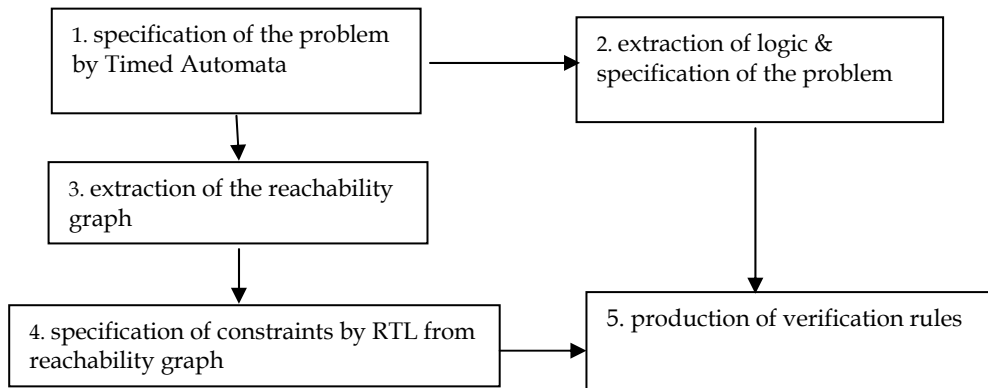 1. specification of the problem
by Timed Automata
2. extraction of logic &
specification of the problem
3. extraction of the reachability
graph
4. specification of constraints by RTL from
reachability graph
5. production of verification rules